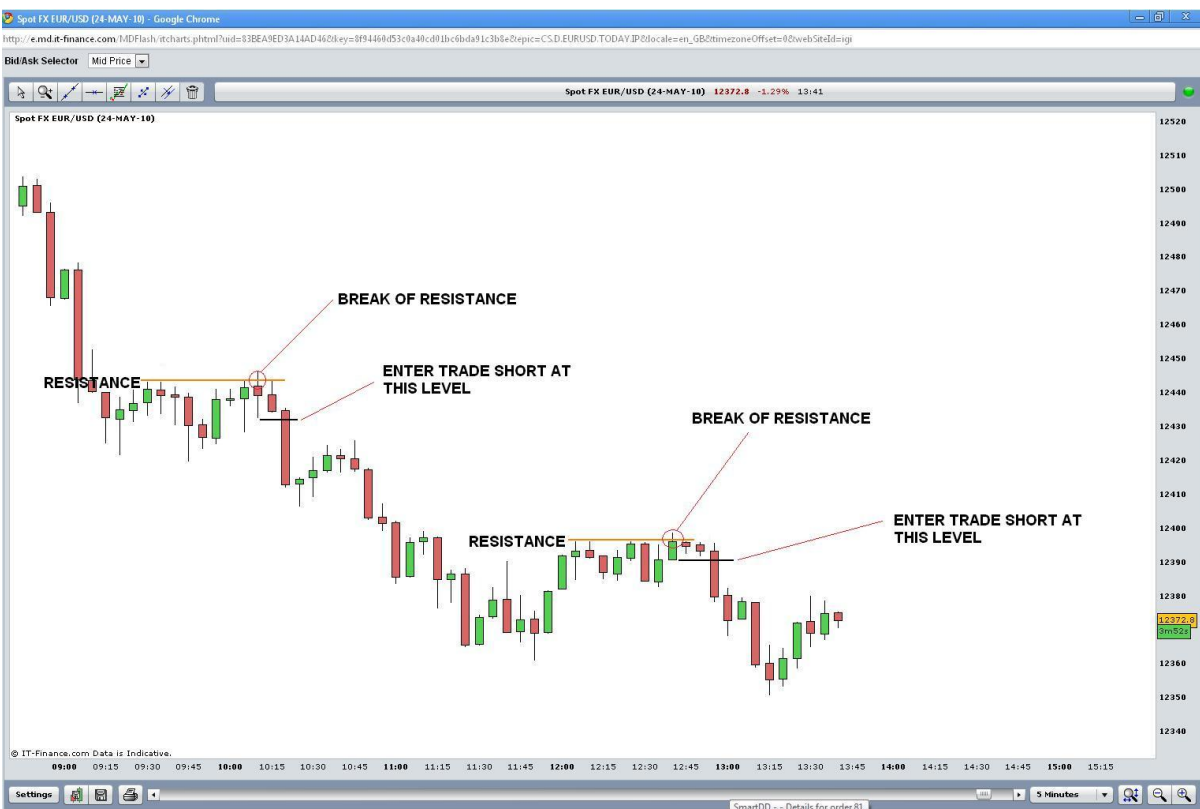 Spot FX EUR/USD (24-MAY-10) - Google Chrome
Bid/Ask Selector Mid Price
Spot FX EUR/USD (24-MAY-10) 12372.8 -1.29% 13:41
Spot FX EUR/USD (24-MAY-10)
12520
12510
12500
12490
12480
12470
12460
12450
12440
12430
12420
12410
12400
12390
12380
12372.8
3m52s
12360
12350
12340
BREAK OF RESISTANCE
RESISTANCE
ENTER TRADE SHORT AT
THIS LEVEL
BREAK OF RESISTANCE
RESISTANCE
ENTER TRADE SHORT AT
THIS LEVEL
© IT-Finance.com Data is Indicative.
09:00 09:15 09:30 09:45 10:00 10:15 10:30 10:45 11:00 11:15 11:30 11:45 12:00 12:15 12:30 12:45 13:00 13:15 13:30 13:45 14:00 14:15 14:30 14:45 15:00 15:15
Settings 5 Minutes
SmartDD - - Details for order 81